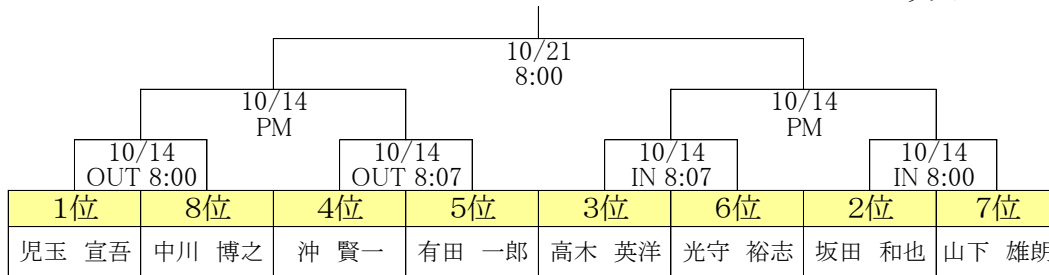 10/21
8:00
10/14
PM
10/14
PM
10/14
OUT 8:00
10/14
OUT 8:07
10/14
IN 8:07
10/14
IN 8:00
1位 8位 4位 5位 3位 6位 2位 7位
児玉 宣吾 中川 博之 沖 賢一 有田 一郎 高木 英洋 光守 裕志 坂田 和也 山下 雄朗